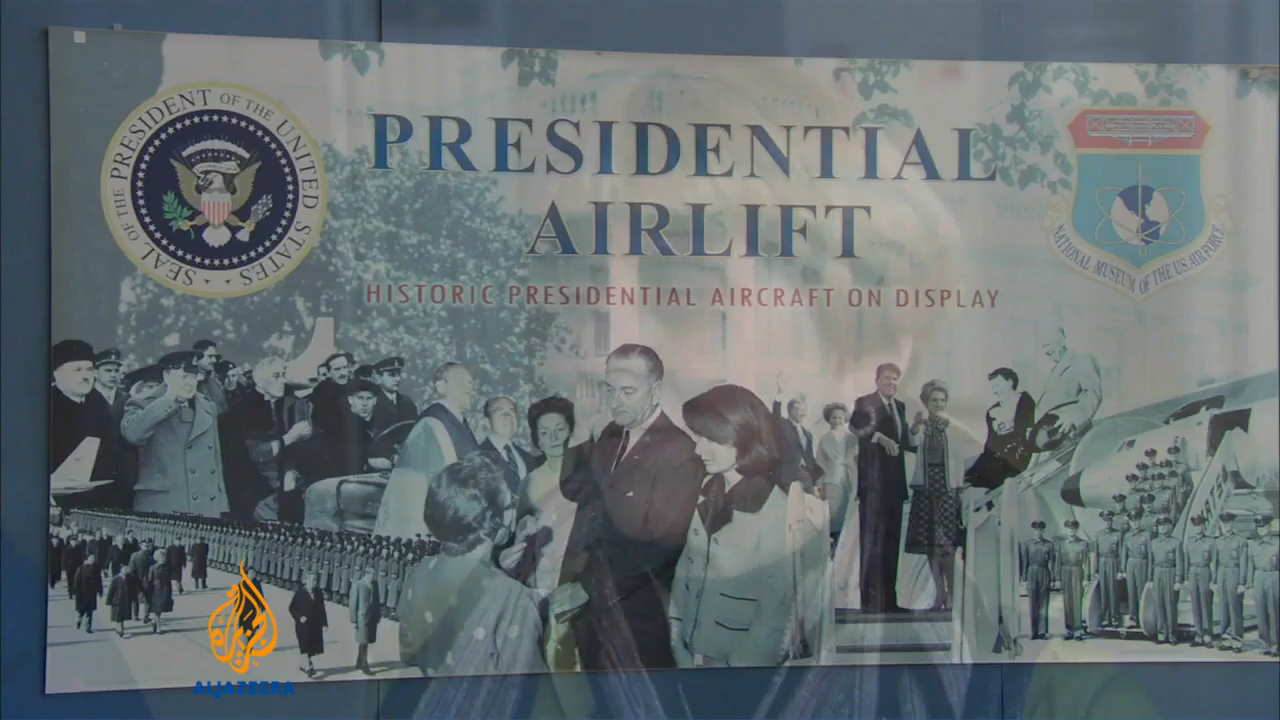 SEAL OF THE PRESIDENT OF THE UNITED STATES
PRESIDENTIAL
AIRLIFT
HISTORIC PRESIDENTIAL AIRCRAFT ON DISPLAY
NATIONAL MUSEUM OF THE US AIR FORCE
ALJAZEERA